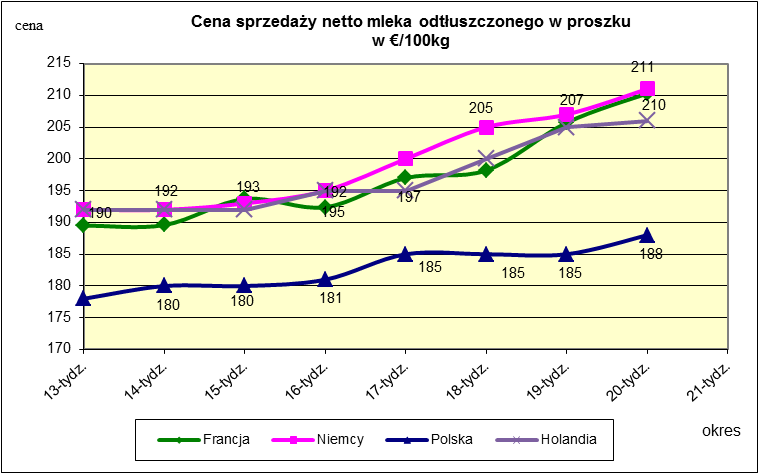 Cena sprzedaży netto mleka odtłuszczonego w proszku
w €/100kg
cena
215
210
205
200
195
190
185
180
175
170
211
207
205
210
193
192
192
190
195
197
188
185
185
185
181
180
180
13-tydz.
14-tydz.
15-tydz.
16-tydz.
17-tydz.
18-tydz.
19-tydz.
20-tydz.
21-tydz.
okres
Francja
Niemcy
Polska
Holandia